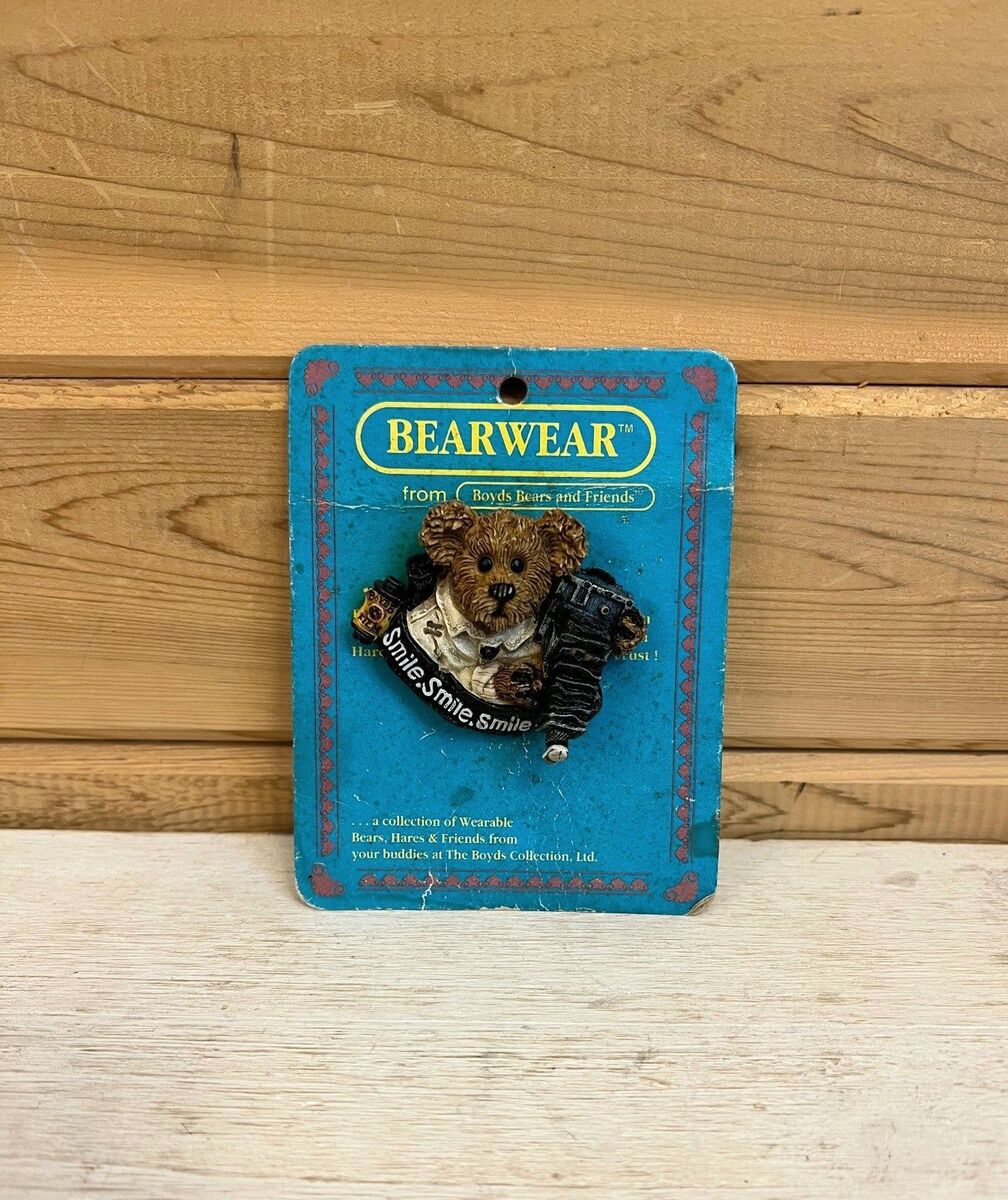 BEARWEAR™
from Boyds Bears and Friends™
Smile.Smile.Smile
...a collection of Wearable
Bears, Hares & Friends from
your buddies at The Boyds Collection, Ltd.